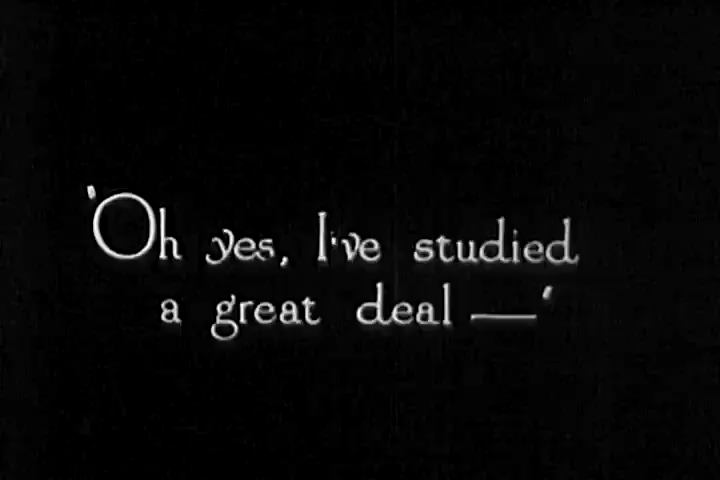 'Oh yes, I've studied
a great deal —'